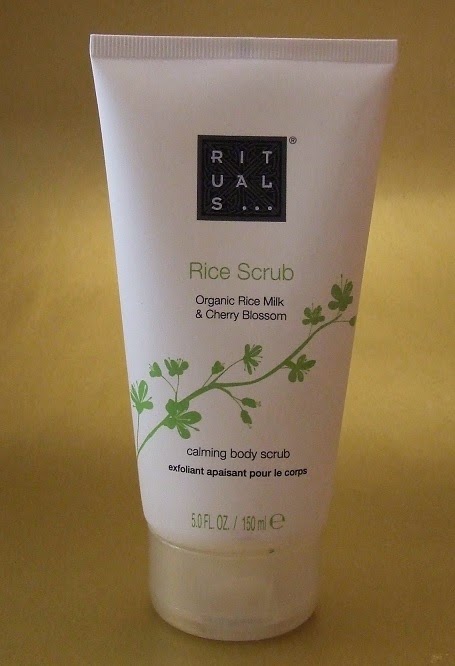 RIT
UAL
S...
®
Rice Scrub
Organic Rice Milk
& Cherry Blossom
calming body scrub
exfoliant apaisant pour le corps
5.0 FL. OZ. / 150 ml ℮